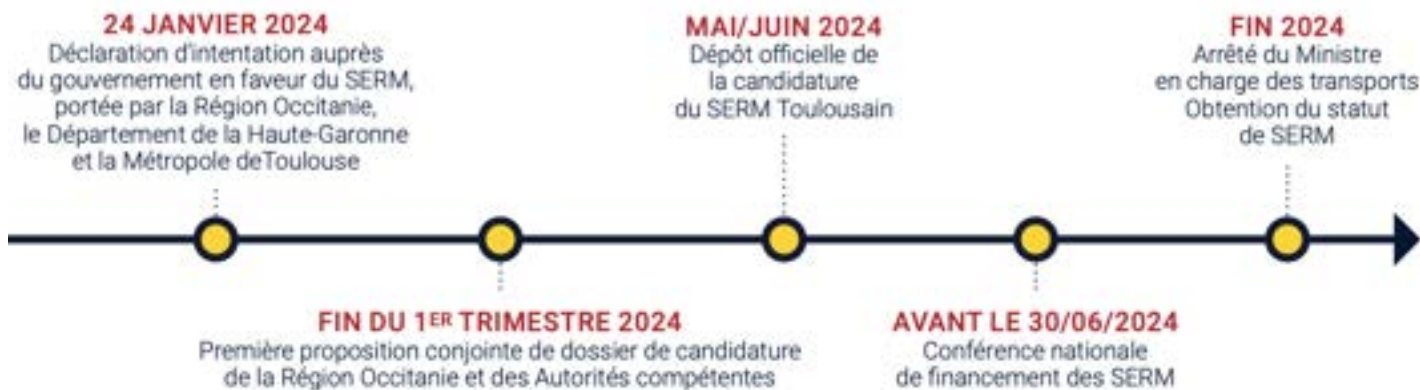 24 JANVIER 2024
Déclaration d'intentation auprès
du gouvernement en faveur du SERM,
portée par la Région Occitanie,
le Département de la Haute-Garonne
et la Métropole deToulouse
FIN DU 1ER TRIMESTRE 2024
Première proposition conjointe de dossier de candidature
de la Région Occitanie et des Autorités compétentes
MAI/JUIN 2024
Dépôt officielle de
la candidature
du SERM Toulousain
AVANT LE 30/06/2024
Conférence nationale
de financement des SERM
FIN 2024
Arrêté du Ministre
en charge des transports
Obtention du statut
de SERM